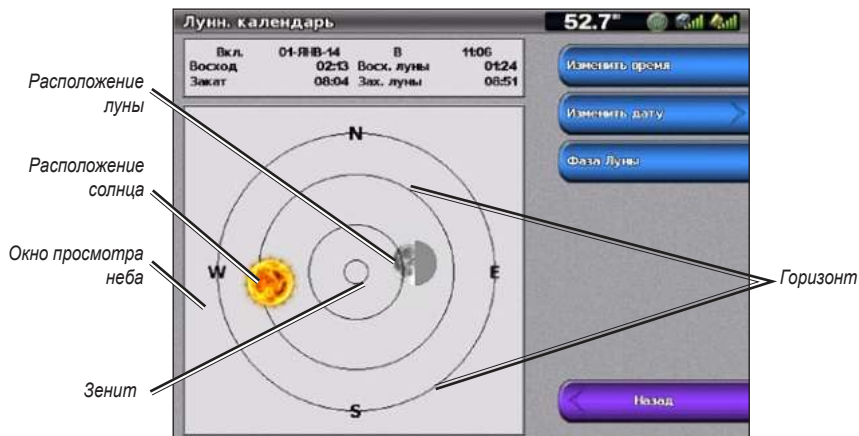 Лунн. календарь
52.7"
Вкл. 01-ЯНВ-14 В 11:06
Восход 02:13 Восх. луны 01:24
Закат 08:04 Зах. луны 08:51
Изменить время
Изменить дату
Фаза Луны
Расположение
луны
Расположение
солнца
Окно просмотра
неба
Зенит
N
W
E
S
Горизонт
Назад